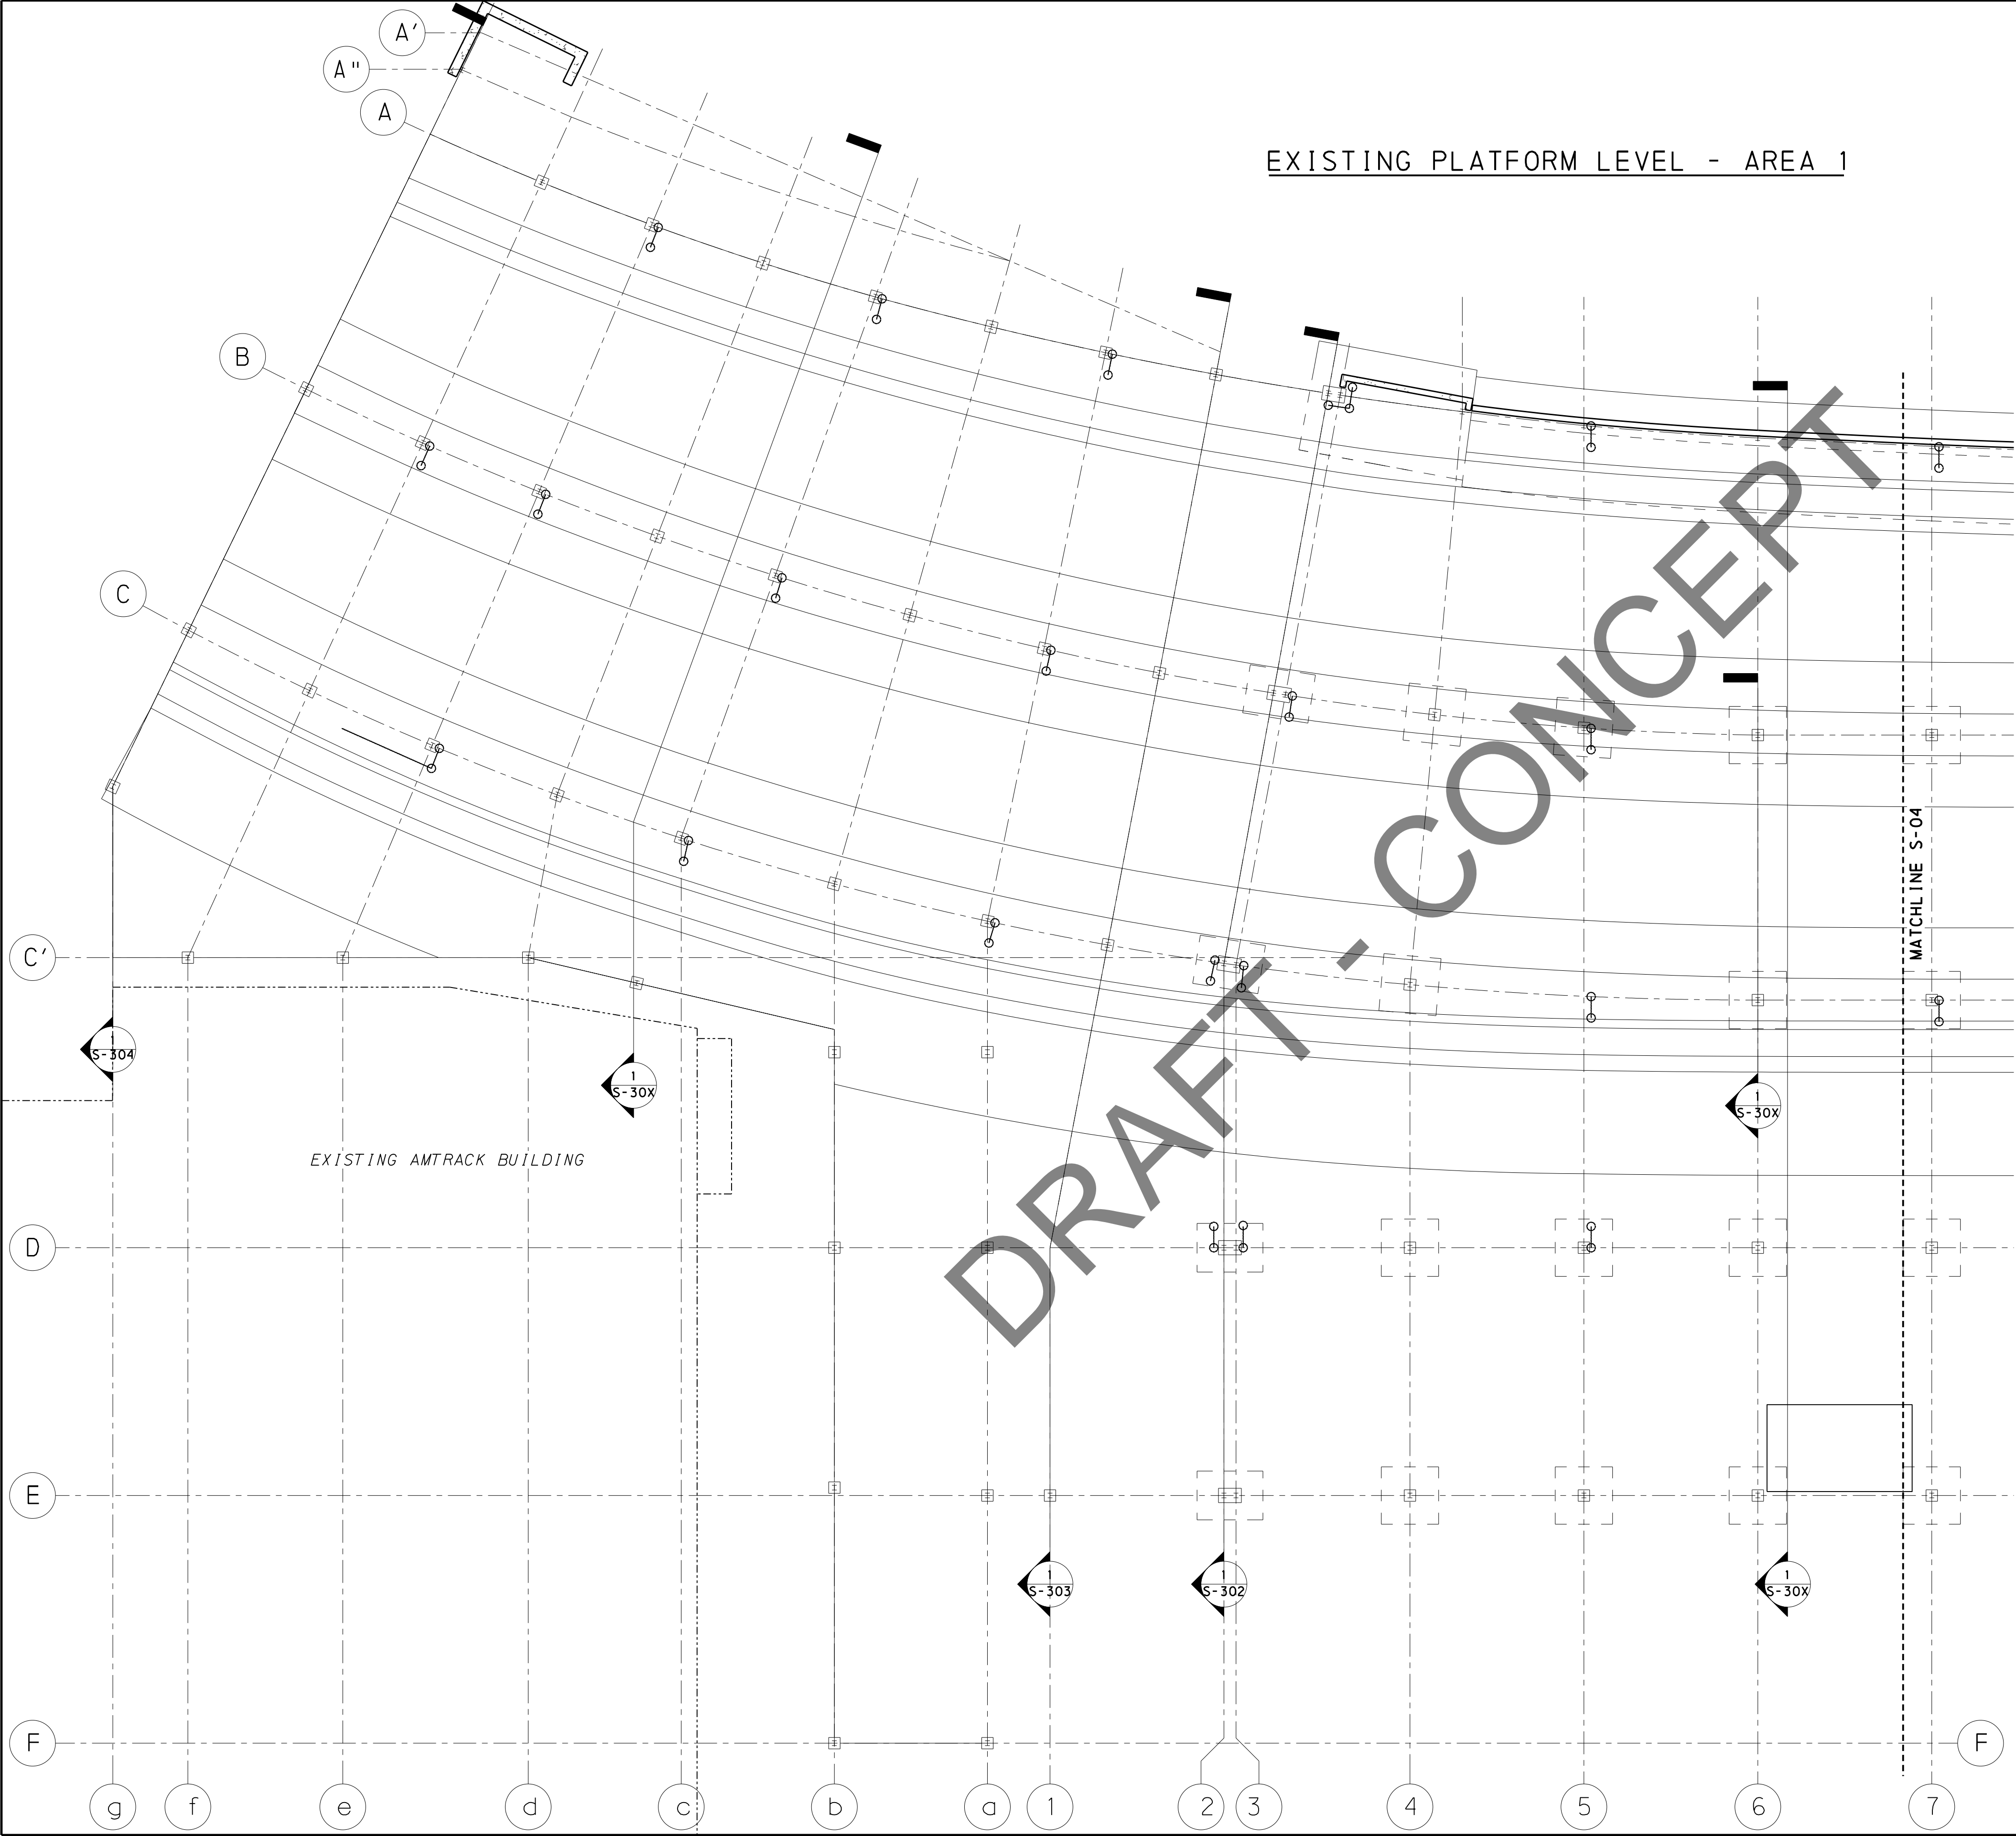 A'
A"
A
EXISTING PLATFORM LEVEL - AREA 1
B
C
MATCHLINE S-04
C'
1
S-304
1
S-30X
1
S-30X
EXISTING AMTRACK BUILDING
DRAFT - CONCEPT
D
E
1
S-303
1
S-302
1
S-30X
F
F
g
f
e
d
c
b
a
1
2
3
4
5
6
7